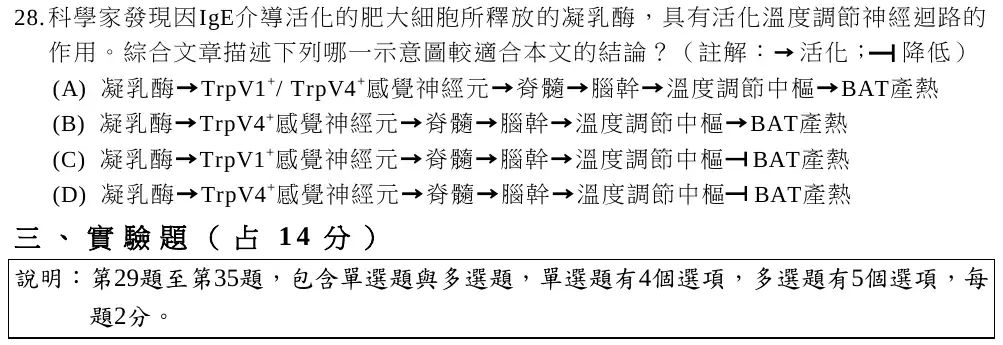 28.科學家發現因IgE介導活化的肥大細胞所釋放的凝乳酶，具有活化溫度調節神經迴路的
作用。綜合文章描述下列哪一示意圖較適合本文的結論？（註解：→活化；⊣降低）
(A) 凝乳酶→TrpV1⁺/ TrpV4⁺感覺神經元→脊髓→腦幹→溫度調節中樞→BAT產熱
(B) 凝乳酶→TrpV4⁺感覺神經元→脊髓→腦幹→溫度調節中樞→BAT產熱
(C) 凝乳酶→TrpV1⁺感覺神經元→脊髓→腦幹→溫度調節中樞⊣BAT產熱
(D) 凝乳酶→TrpV4⁺感覺神經元→脊髓→腦幹→溫度調節中樞⊣BAT產熱
三、實驗題（占 14 分）
說明：第29題至第35題，包含單選題與多選題，單選題有4個選項，多選題有5個選項，每
題2分。